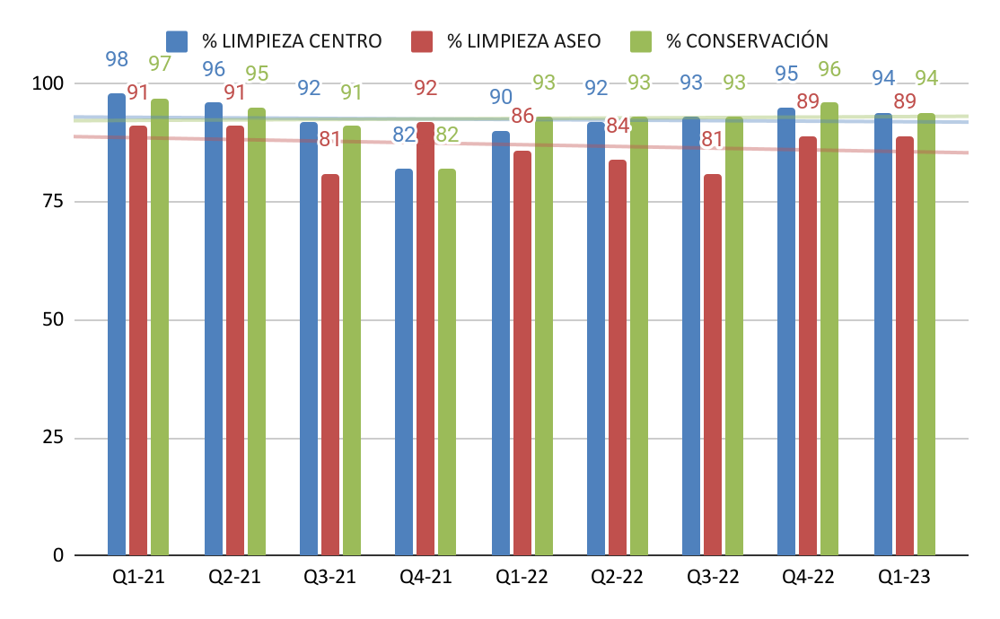 % LIMPIEZA CENTRO % LIMPIEZA ASEO % CONSERVACIÓN
98 91 97 96 91 95 92 81 91 82 92 82 90 86 93 92 84 93 93 81 93 95 89 96 94 89 94
100
75
50
25
0
Q1-21 Q2-21 Q3-21 Q4-21 Q1-22 Q2-22 Q3-22 Q4-22 Q1-23